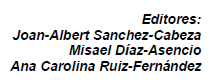 Editores:
Joan-Albert Sanchez-Cabeza
Misael Díaz-Asencio
Ana Carolina Ruiz-Fernández